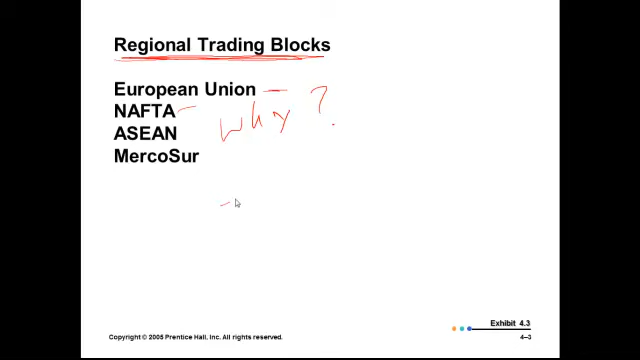 Regional Trading Blocks
European Union
NAFTA
why?
ASEAN
MercoSur
Exhibit 4.3
Copyright © 2005 Prentice Hall, Inc. All rights reserved.
4–3